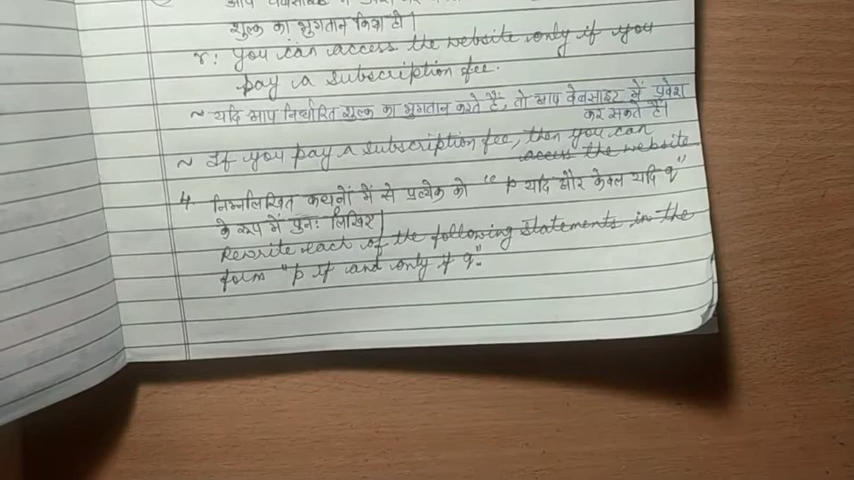 शुल्क का भुगतान किया हो।
r: you can access the website only if you
pay a subscription fee.
~ यदि आप निर्धारित शुल्क का भुगतान करते हैं, तो आप वेबसाइट में प्रवेश
कर सकते हैं।
~ If you pay a subscription fee, then you can
access the website
4. निम्नलिखित कथनों में से प्रत्येक को "p यदि और केवल यदि q"
के रूप में पुनः लिखिए।
Rewrite each of the following statements in the
form "p if and only if q".